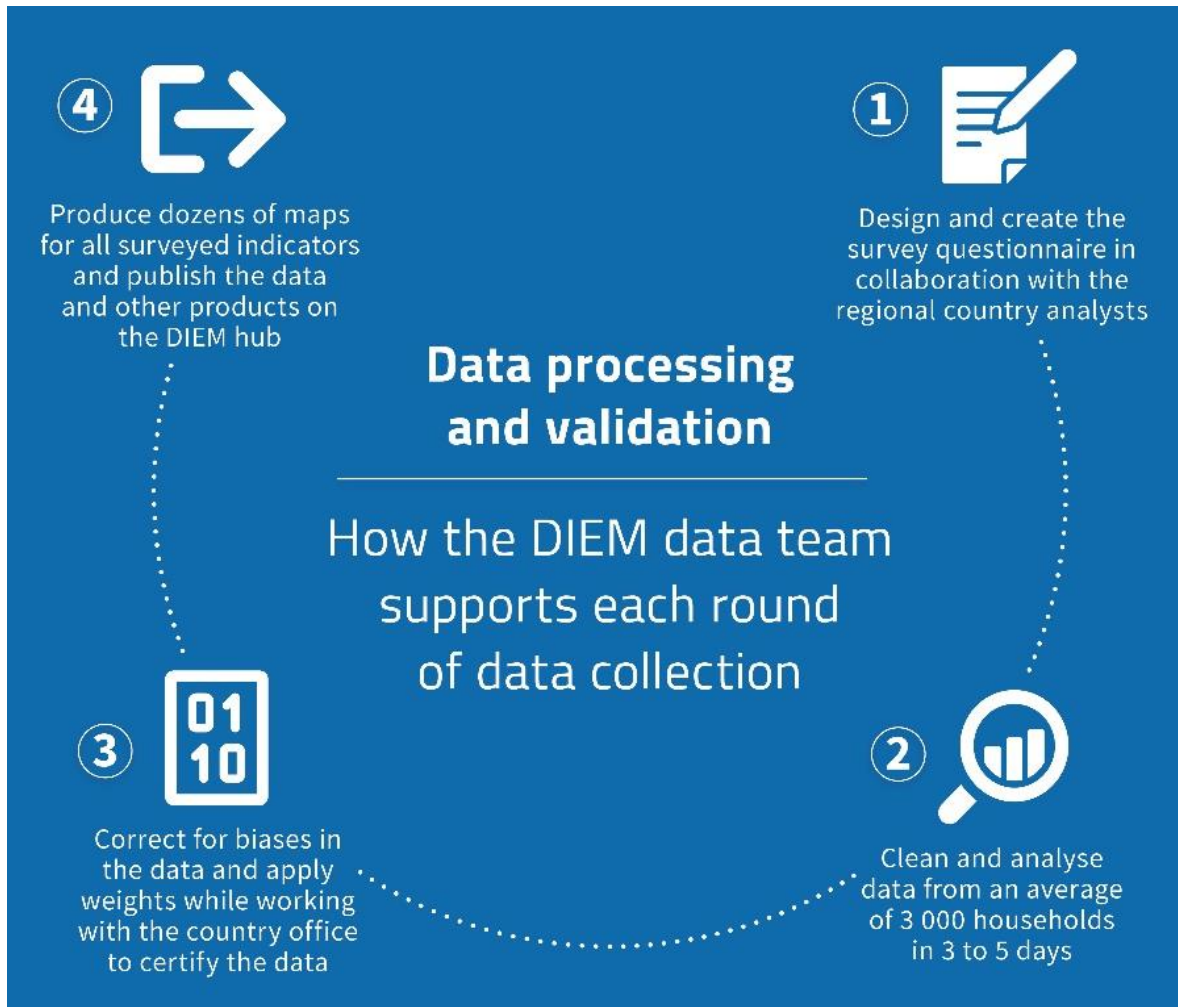 Data processing
and validation
How the DIEM data team
supports each round
of data collection
1
Design and create the
survey questionnaire in
collaboration with the
regional country analysts
2
Clean and analyse
data from an average
of 3 000 households
in 3 to 5 days
3
01
10
Correct for biases in
the data and apply
weights while working
with the country office
to certify the data
4
Produce dozens of maps
for all surveyed indicators
and publish the data
and other products on
the DIEM hub